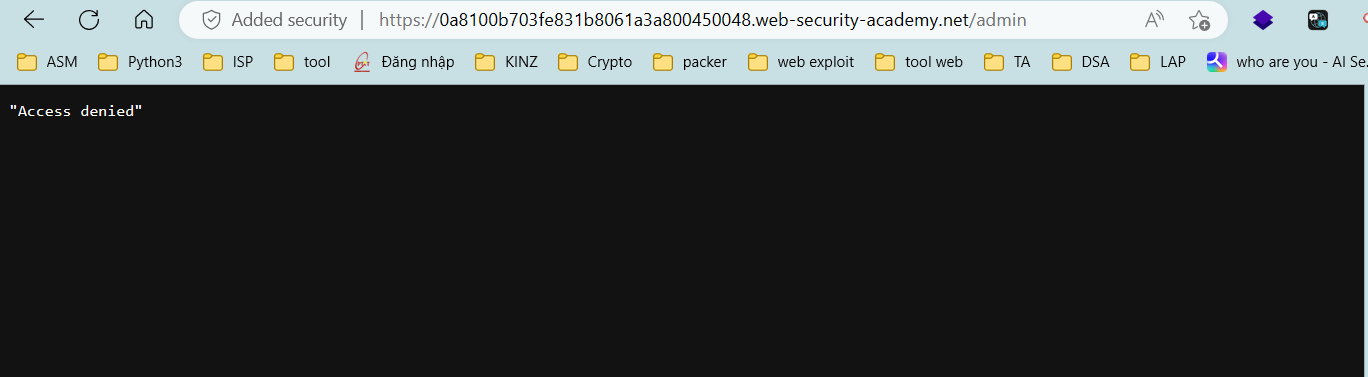 Added security | https://0a8100b703fe831b8061a3a800450048.web-security-academy.net/admin
ASM Python3 ISP tool Đăng nhập KINZ Crypto packer web exploit tool web TA DSA LAP who are you - AI Se...
"Access denied"